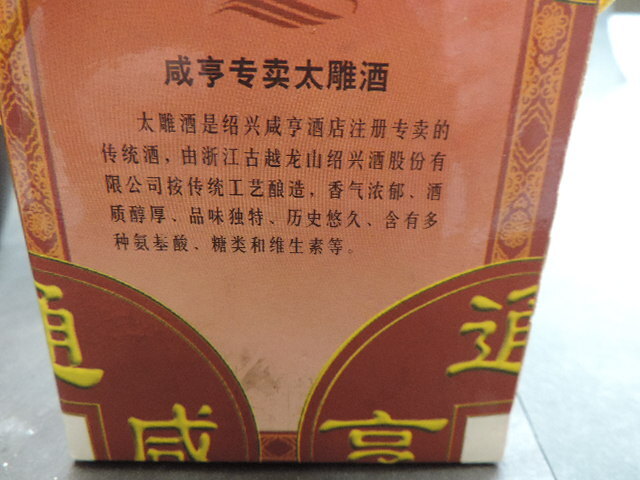 咸亨专卖太雕酒
太雕酒是绍兴咸亨酒店注册专卖的
传统酒，由浙江古越龙山绍兴酒股份有
限公司按传统工艺酿造，香气浓郁、酒
质醇厚、品味独特、历史悠久、含有多
种氨基酸、糖类和维生素等。
通
咸
亨